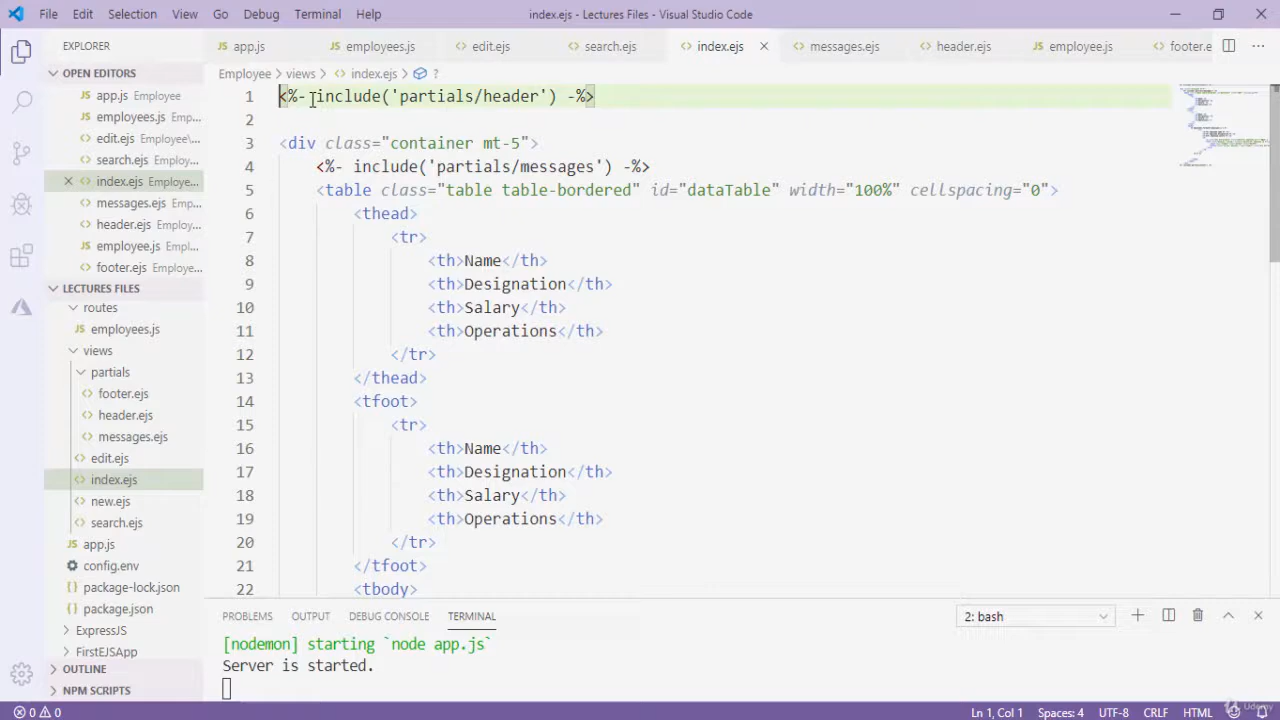 File Edit Selection View Go Debug Terminal Help index.ejs - Lectures Files - Visual Studio Code
EXPLORER
app.js employees.js edit.ejs search.ejs index.ejs messages.ejs header.ejs employee.js footer.e
OPEN EDITORS
Employee > views > index.ejs > ?
app.js Employee
employees.js Emp...
edit.ejs Employee\...
search.ejs Employ...
index.ejs Employe...
messages.ejs Emp...
header.ejs Employ...
employee.js Empl...
footer.ejs Employe...
LECTURES FILES
routes
employees.js
views
partials
footer.ejs
header.ejs
messages.ejs
edit.ejs
index.ejs
new.ejs
search.ejs
app.js
config.env
package-lock.json
package.json
ExpressJS
FirstEJSApp
OUTLINE
NPM SCRIPTS
1 <%- include('partials/header') -%>
2
3 <div class="container mt-5">
4 <%- include('partials/messages') -%>
5 <table class="table table-bordered" id="dataTable" width="100%" cellspacing="0">
6 <thead>
7 <tr>
8 <th>Name</th>
9 <th>Designation</th>
10 <th>Salary</th>
11 <th>Operations</th>
12 </tr>
13 </thead>
14 <tfoot>
15 <tr>
16 <th>Name</th>
17 <th>Designation</th>
18 <th>Salary</th>
19 <th>Operations</th>
20 </tr>
21 </tfoot>
22 <tbody>
PROBLEMS OUTPUT DEBUG CONSOLE TERMINAL 2: bash
[nodemon] starting `node app.js`
Server is started.
0 0 Ln 1, Col 1 Spaces: 4 UTF-8 CRLF HTML
Udemy